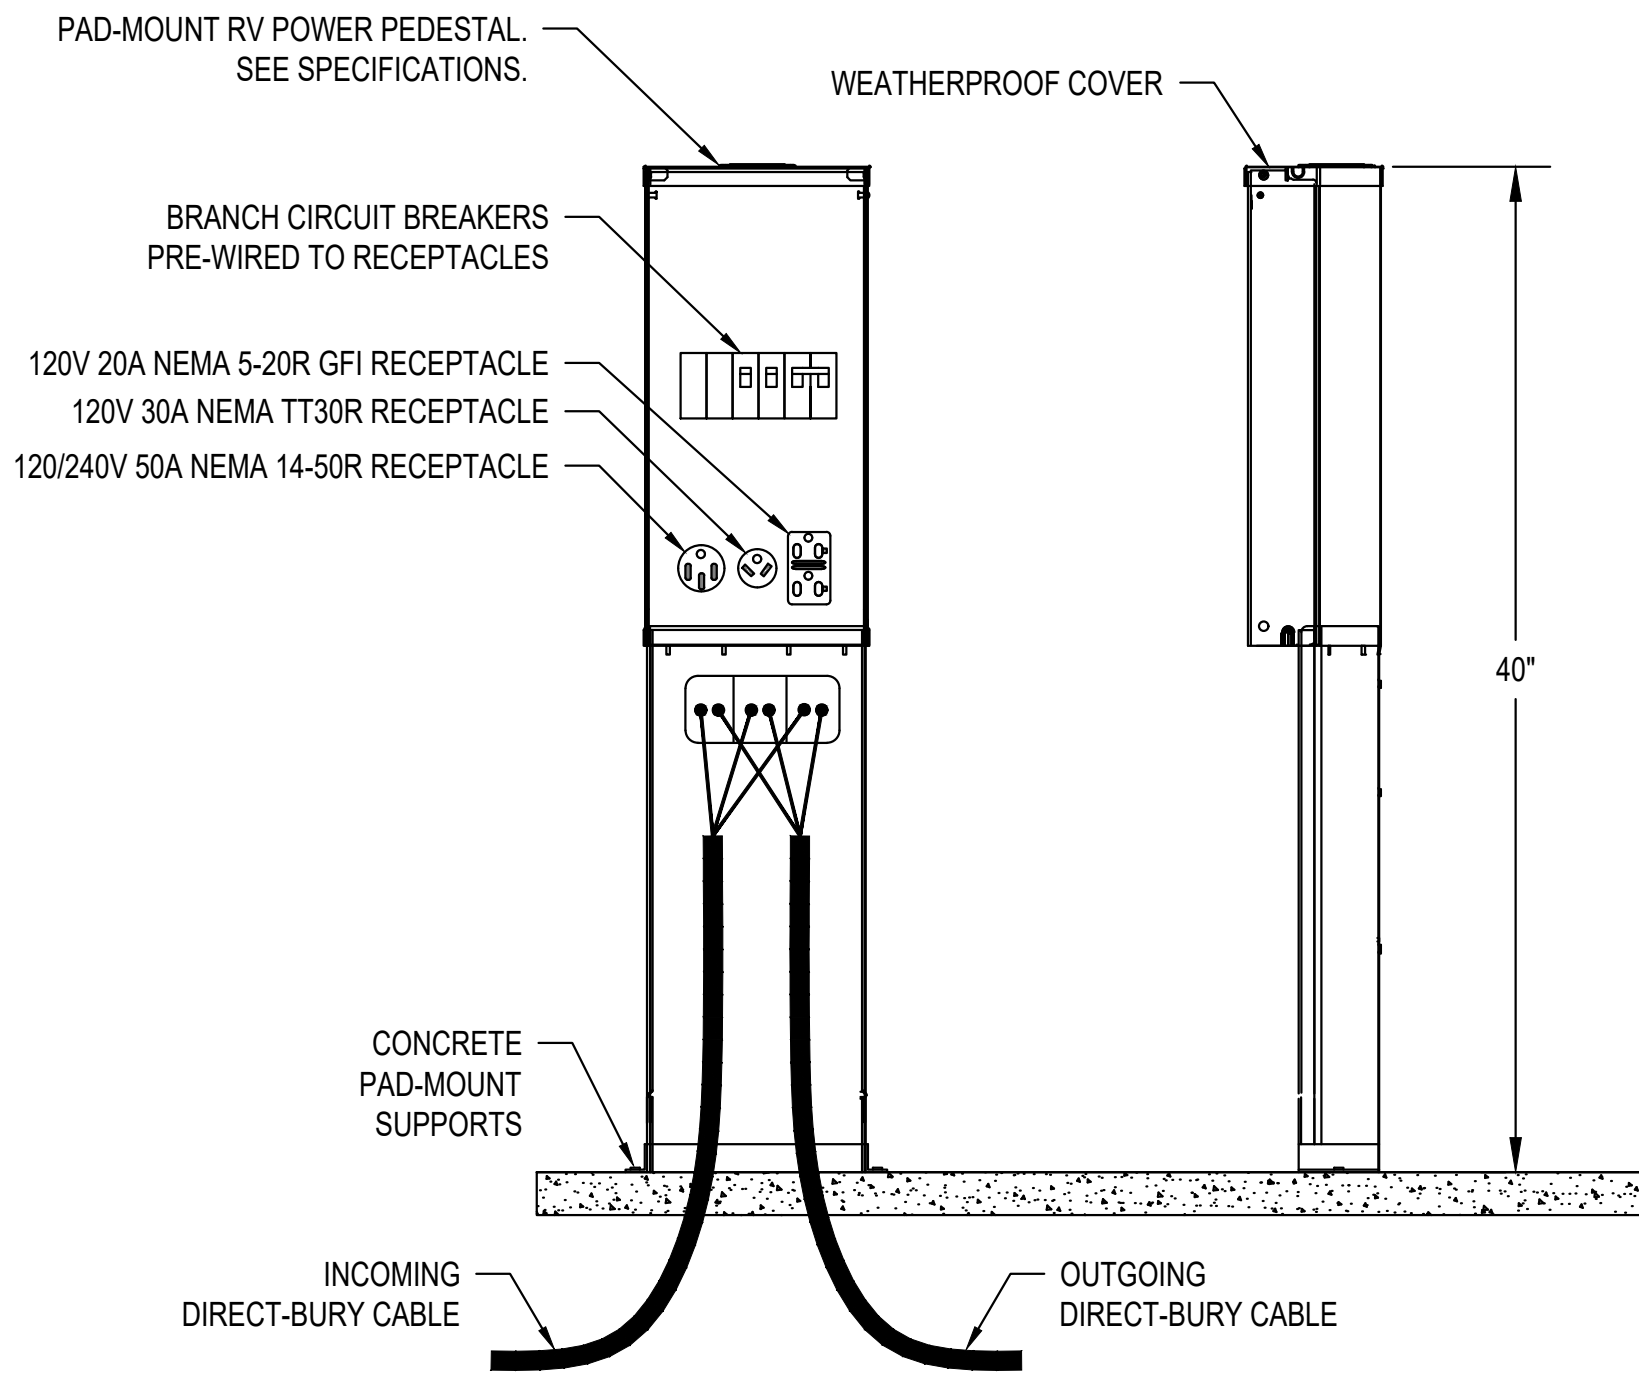 PAD-MOUNT RV POWER PEDESTAL.
SEE SPECIFICATIONS.
WEATHERPROOF COVER
BRANCH CIRCUIT BREAKERS
PRE-WIRED TO RECEPTACLES
120V 20A NEMA 5-20R GFI RECEPTACLE
120V 30A NEMA TT30R RECEPTACLE
120/240V 50A NEMA 14-50R RECEPTACLE
40"
CONCRETE
PAD-MOUNT
SUPPORTS
INCOMING
DIRECT-BURY CABLE
OUTGOING
DIRECT-BURY CABLE